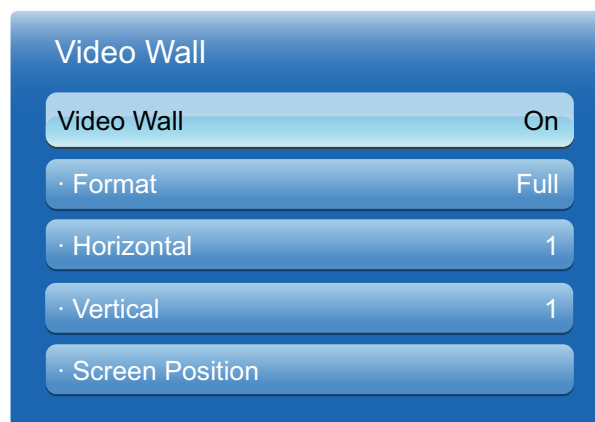 Video Wall
Video Wall On
· Format Full
· Horizontal 1
· Vertical 1
· Screen Position